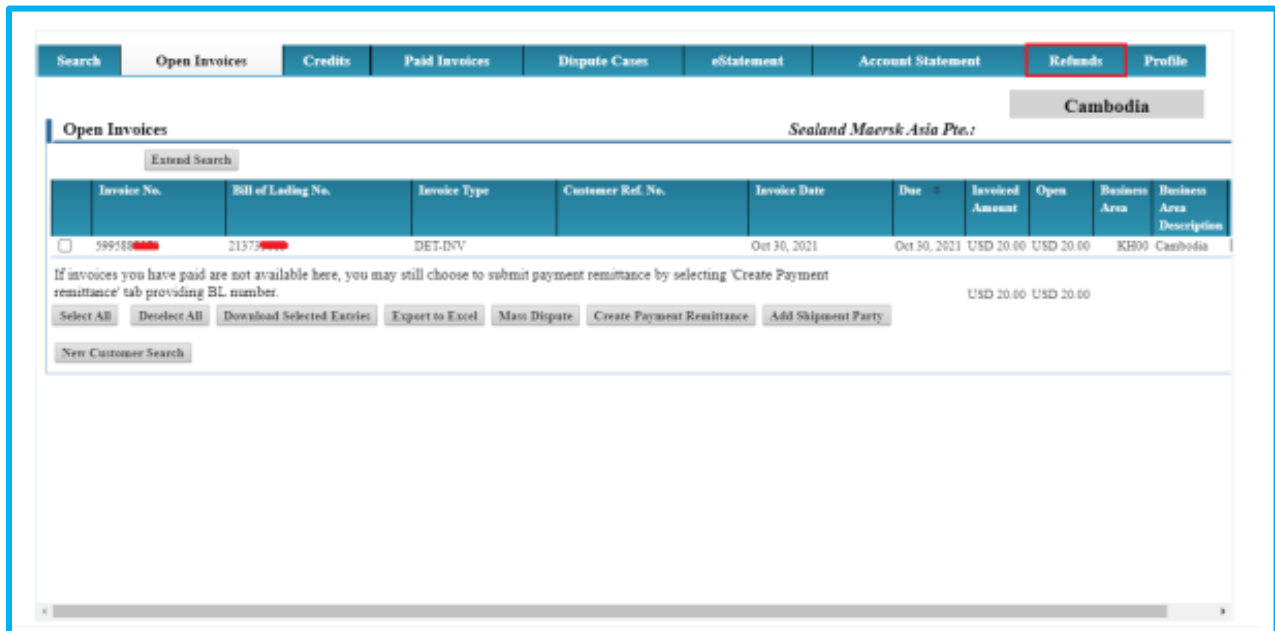 Search Open Invoices Credits Paid Invoices Dispute Cases eStatement Account Statement Refunds Profile
Cambodia
Open Invoices Sealand Maersk Asia Pte.:
Extend Search
Invoice No. Bill of Lading No. Invoice Type Customer Ref. No. Invoice Date Due Invoiced Amount Open Business Area Business Area Description
599588 21373 DET-INV Oct 30, 2021 Oct 30, 2021 USD 20.00 USD 20.00 KH00 Cambodia
If invoices you have paid are not available here, you may still choose to submit payment remittance by selecting 'Create Payment
remittance' tab providing BL number. USD 20.00 USD 20.00
Select All Deselect All Download Selected Entries Export to Excel Mass Dispute Create Payment Remittance Add Shipment Party
New Customer Search